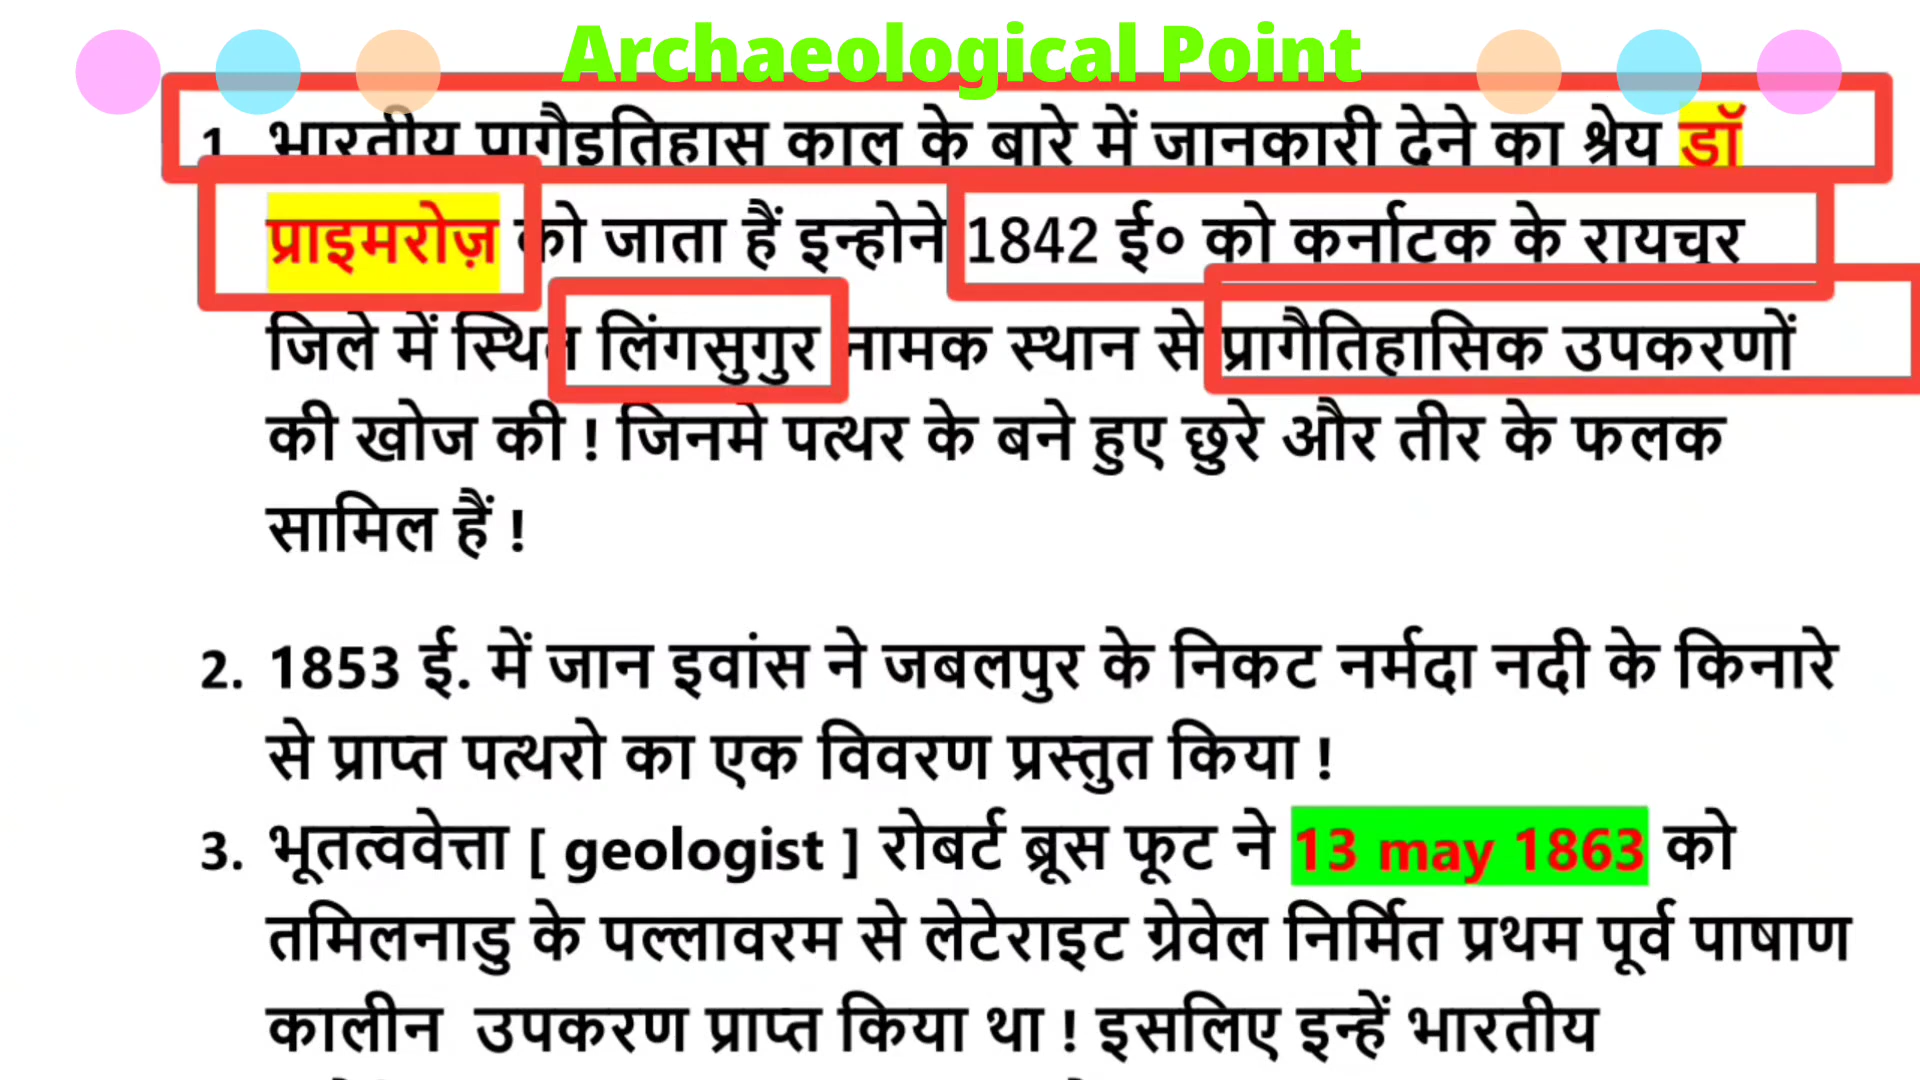 Archaeological Point
1. भारतीय प्रागैइतिहास काल के बारे में जानकारी देने का श्रेय डॉ
प्राइमरोज़ को जाता हैं इन्होने 1842 ई० को कर्नाटक के रायचूर
जिले में स्थित लिंगसुगुर नामक स्थान से प्रागैतिहासिक उपकरणों
की खोज की ! जिनमे पत्थर के बने हुए छुरे और तीर के फलक
सामिल हैं !
2. 1853 ई. में जान इवांस ने जबलपुर के निकट नर्मदा नदी के किनारे
से प्राप्त पत्थरो का एक विवरण प्रस्तुत किया !
3. भूतत्ववेत्ता [ geologist ] रोबर्ट ब्रूस फूट ने 13 may 1863 को
तमिलनाडु के पल्लावरम से लेटेराइट ग्रेवेल निर्मित प्रथम पूर्व पाषाण
कालीन उपकरण प्राप्त किया था ! इसलिए इन्हें भारतीय